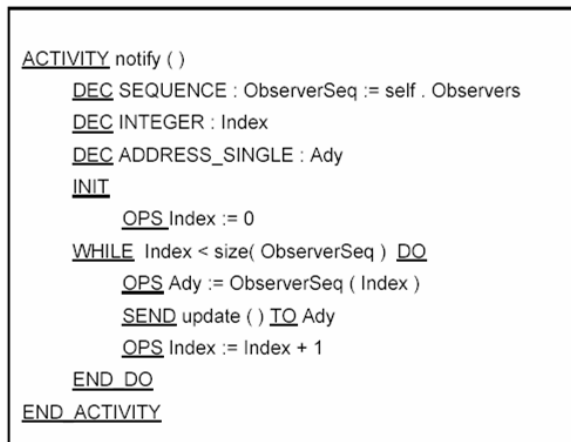 ACTIVITY notify ( )
DEC SEQUENCE : ObserverSeq := self . Observers
DEC INTEGER : Index
DEC ADDRESS_SINGLE : Ady
INIT
OPS Index := 0
WHILE Index < size( ObserverSeq ) DO
OPS Ady := ObserverSeq ( Index )
SEND update ( ) TO Ady
OPS Index := Index + 1
END_DO
END_ACTIVITY